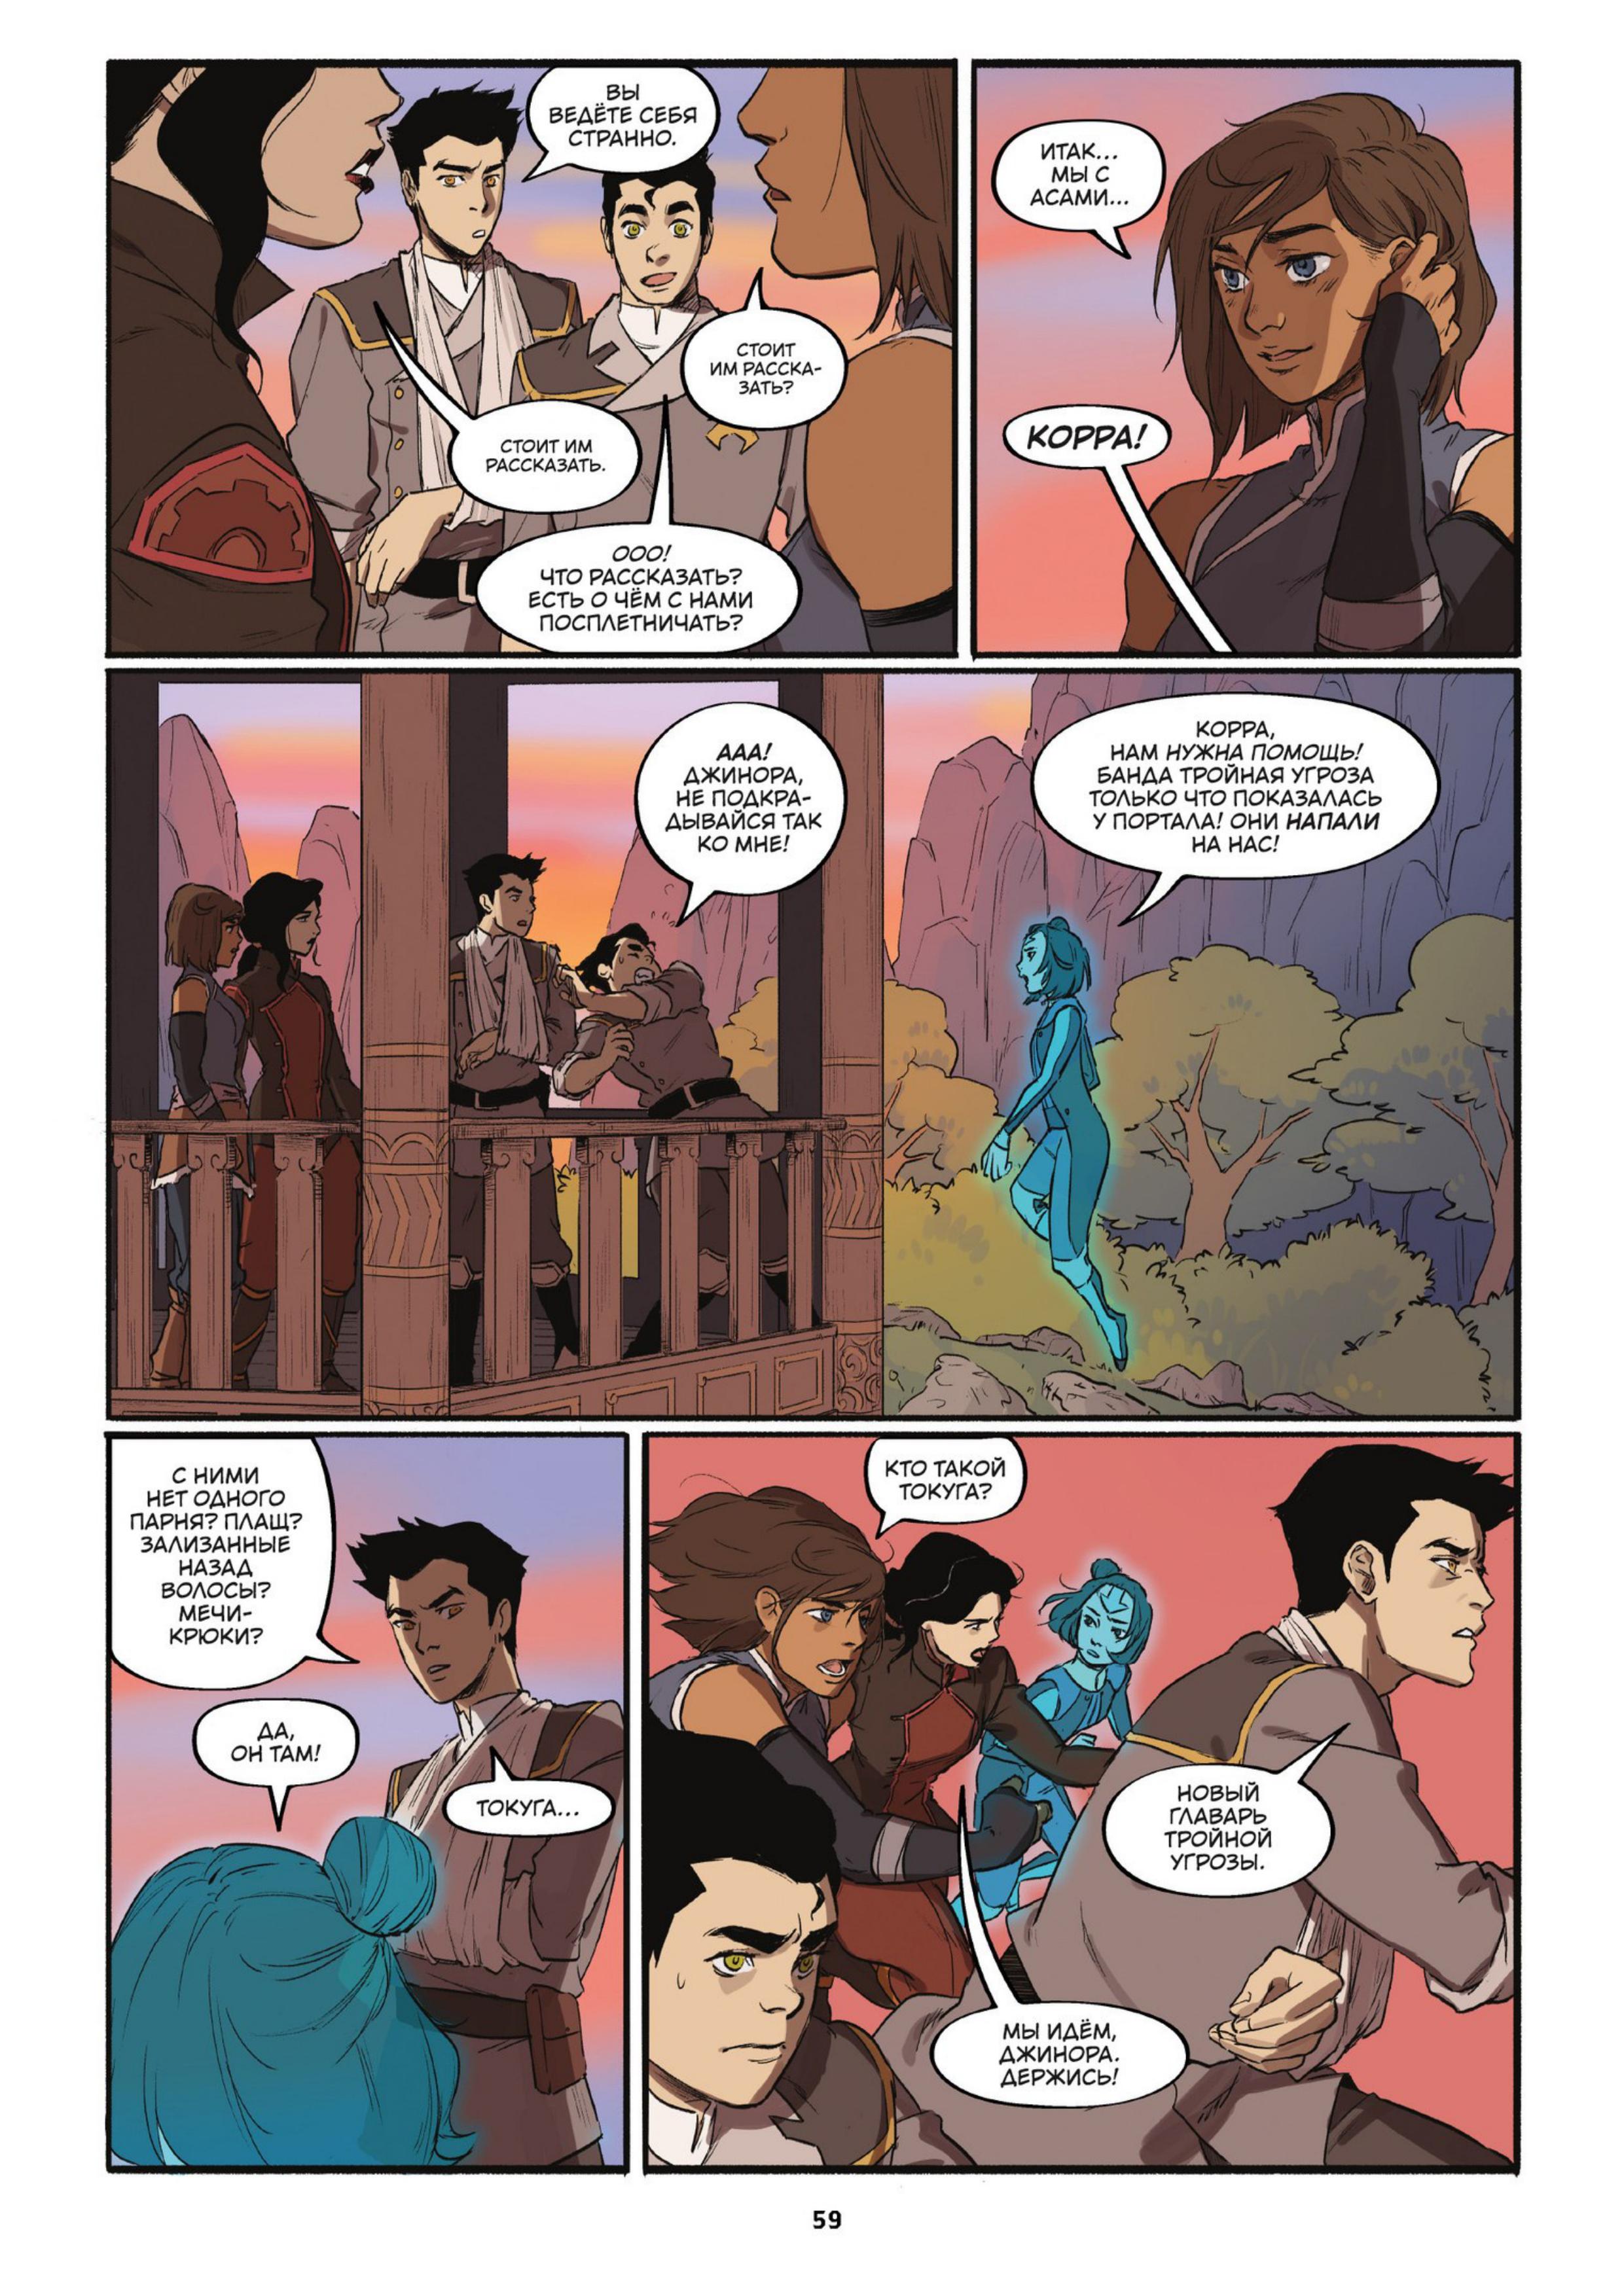 ВЫ
ВЕДЁТЕ СЕБЯ
СТРАННО.
СТОИТ
ИМ РАССКА-
ЗАТЬ?
СТОИТ ИМ
РАССКАЗАТЬ.
ООО!
ЧТО РАССКАЗАТЬ?
ЕСТЬ О ЧЁМ С НАМИ
ПОСПЛЕТНИЧАТЬ?
ИТАК...
МЫ С
АСАМИ...
КОРРА!
ААА!
ДЖИНОРА,
НЕ ПОДКРА-
ДЫВАЙСЯ ТАК
КО МНЕ!
КОРРА,
НАМ НУЖНА ПОМОЩЬ!
БАНДА ТРОЙНАЯ УГРОЗА
ТОЛЬКО ЧТО ПОКАЗАЛАСЬ
У ПОРТАЛА! ОНИ НАПАЛИ
НА НАС!
С НИМИ
НЕТ ОДНОГО
ПАРНЯ? ПЛАЩ?
ЗАЛИЗАННЫЕ
НАЗАД
ВОЛОСЫ?
МЕЧИ-
КРЮКИ?
ДА,
ОН ТАМ!
ТОКУГА...
КТО ТАКОЙ
ТОКУГА?
НОВЫЙ
ГЛАВАРЬ
ТРОЙНОЙ
УГРОЗЫ.
МЫ ИДЁМ,
ДЖИНОРА.
ДЕРЖИСЬ!
59